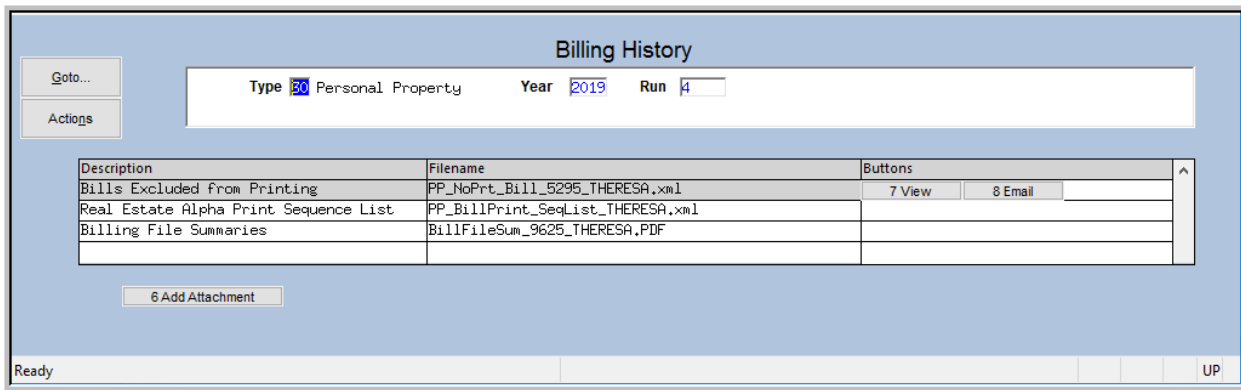 Billing History
Goto...
Type 30 Personal Property Year 2019 Run 4
Actions
Description Filename Buttons
Bills Excluded from Printing PP_NoPrt_Bill_5295_THERESA.xml 7 View 8 Email
Real Estate Alpha Print Sequence List PP_BillPrint_SeqList_THERESA.xml
Billing File Summaries BillFileSum_9625_THERESA.PDF
6 Add Attachment
Ready UP